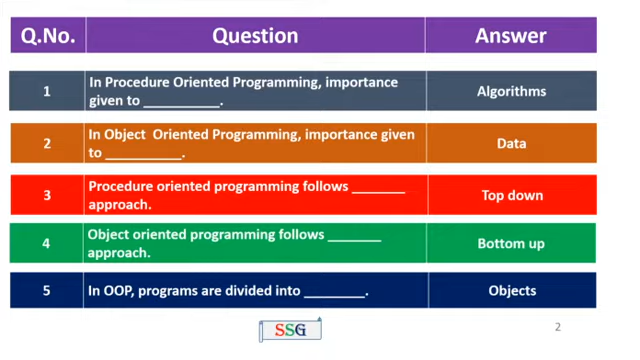 Q.No. Question Answer
1 In Procedure Oriented Programming, importance given to __________. Algorithms
2 In Object Oriented Programming, importance given to __________. Data
3 Procedure oriented programming follows _______ approach. Top down
4 Object oriented programming follows _______ approach. Bottom up
5 In OOP, programs are divided into ________. Objects
SSG
2